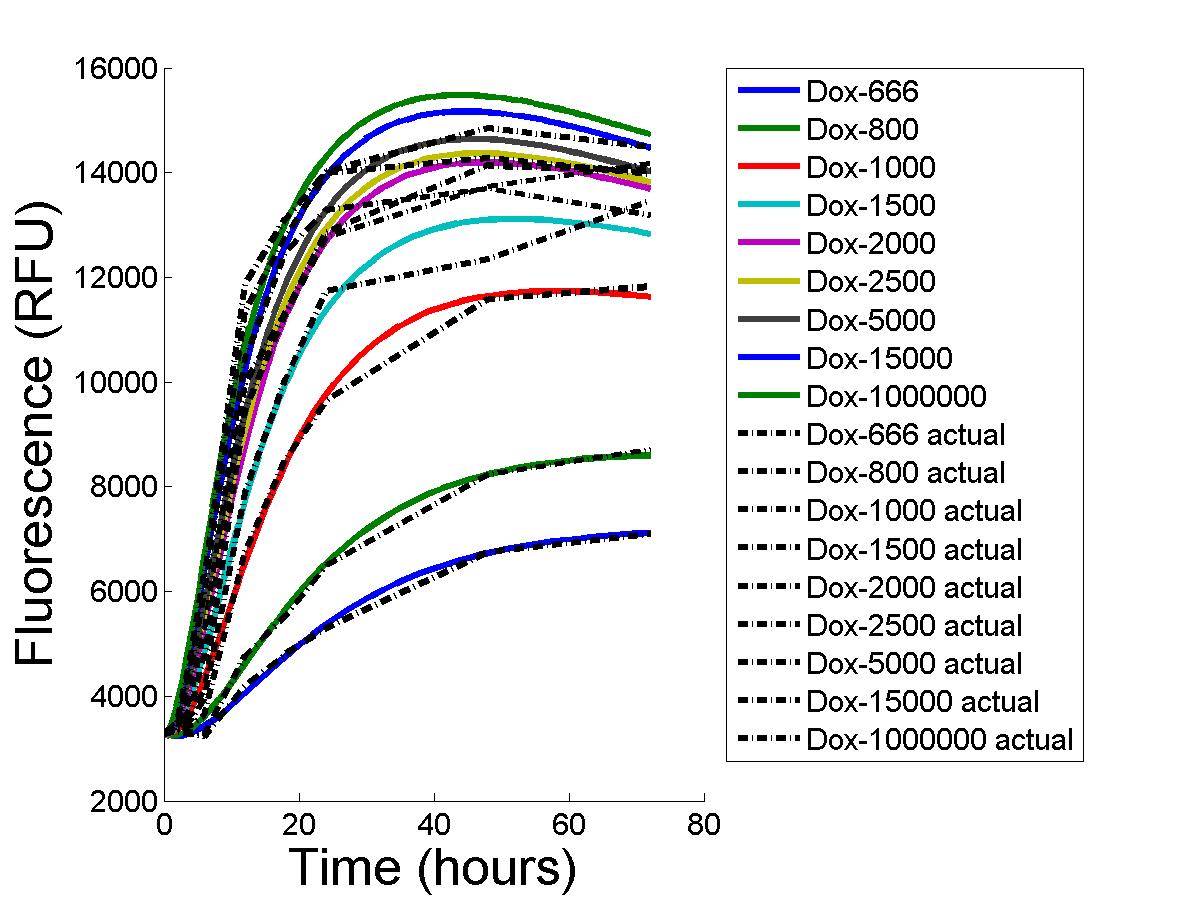 16000
14000
12000
10000
8000
6000
4000
2000
Fluorescence (RFU)
0 20 40 60 80
Time (hours)
Dox-666
Dox-800
Dox-1000
Dox-1500
Dox-2000
Dox-2500
Dox-5000
Dox-15000
Dox-1000000
Dox-666 actual
Dox-800 actual
Dox-1000 actual
Dox-1500 actual
Dox-2000 actual
Dox-2500 actual
Dox-5000 actual
Dox-15000 actual
Dox-1000000 actual